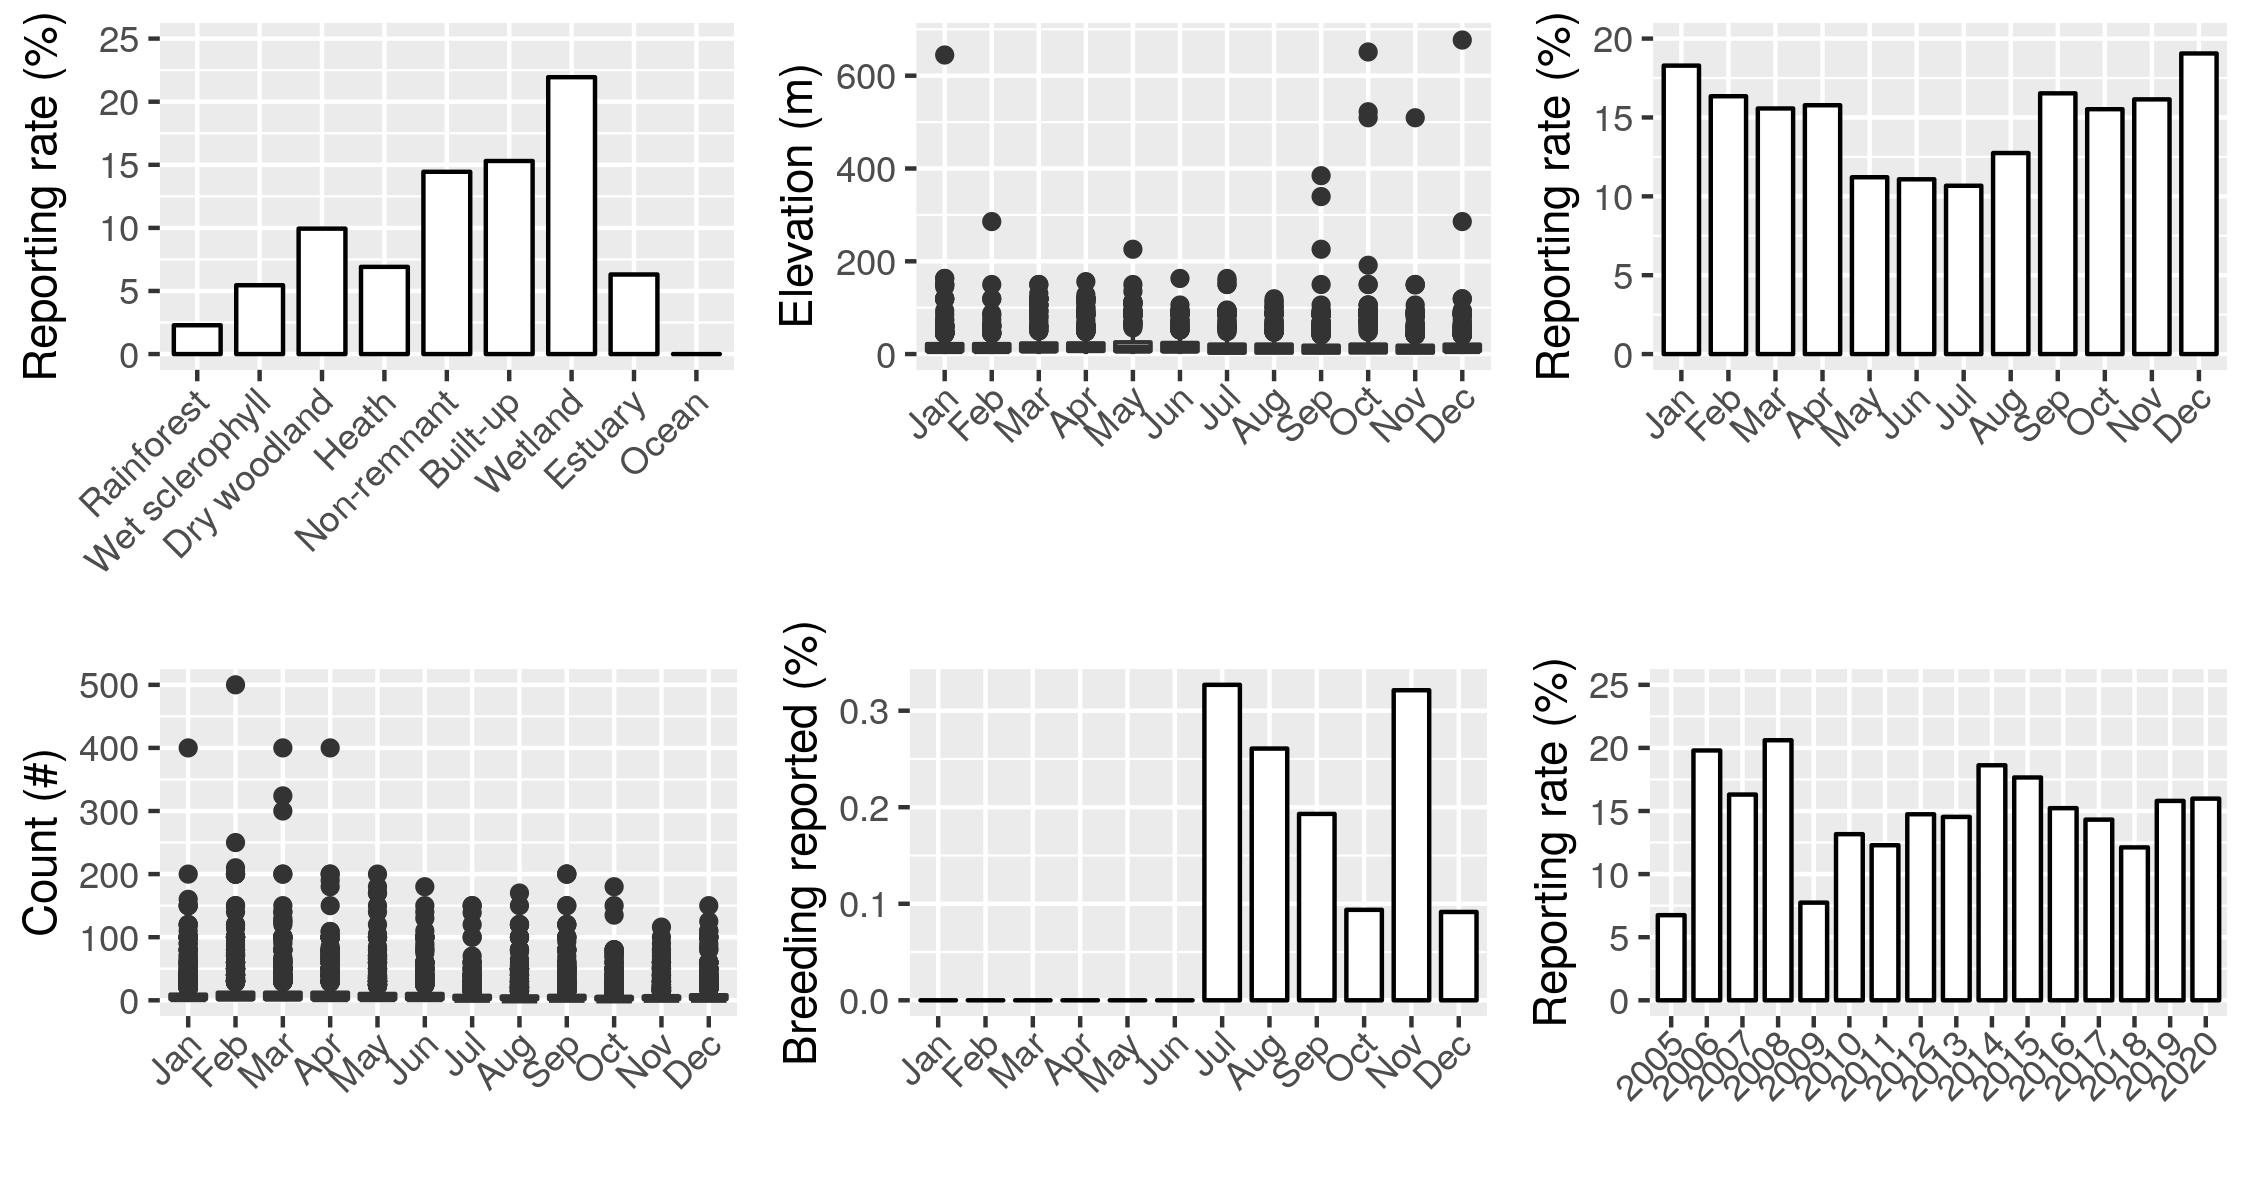 Reporting rate (%)
25
20
15
10
5
0
Rainforest
Wet sclerophyll
Dry woodland
Heath
Non-remnant
Built-up
Wetland
Estuary
Ocean
Elevation (m)
600
400
200
0
Jan
Feb
Mar
Apr
May
Jun
Jul
Aug
Sep
Oct
Nov
Dec
Reporting rate (%)
20
15
10
5
0
Jan
Feb
Mar
Apr
May
Jun
Jul
Aug
Sep
Oct
Nov
Dec
Count (#)
500
400
300
200
100
0
Jan
Feb
Mar
Apr
May
Jun
Jul
Aug
Sep
Oct
Nov
Dec
Breeding reported (%)
0.3
0.2
0.1
0.0
Jan
Feb
Mar
Apr
May
Jun
Jul
Aug
Sep
Oct
Nov
Dec
Reporting rate (%)
25
20
15
10
5
0
2005
2006
2007
2008
2009
2010
2011
2012
2013
2014
2015
2016
2017
2018
2019
2020